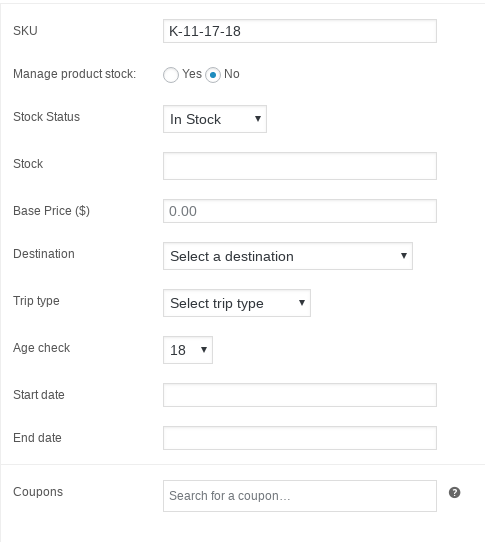 SKU K-11-17-18
Manage product stock: Yes No
Stock Status In Stock
Stock
Base Price ($) 0.00
Destination Select a destination
Trip type Select trip type
Age check 18
Start date
End date
Coupons Search for a coupon… ?